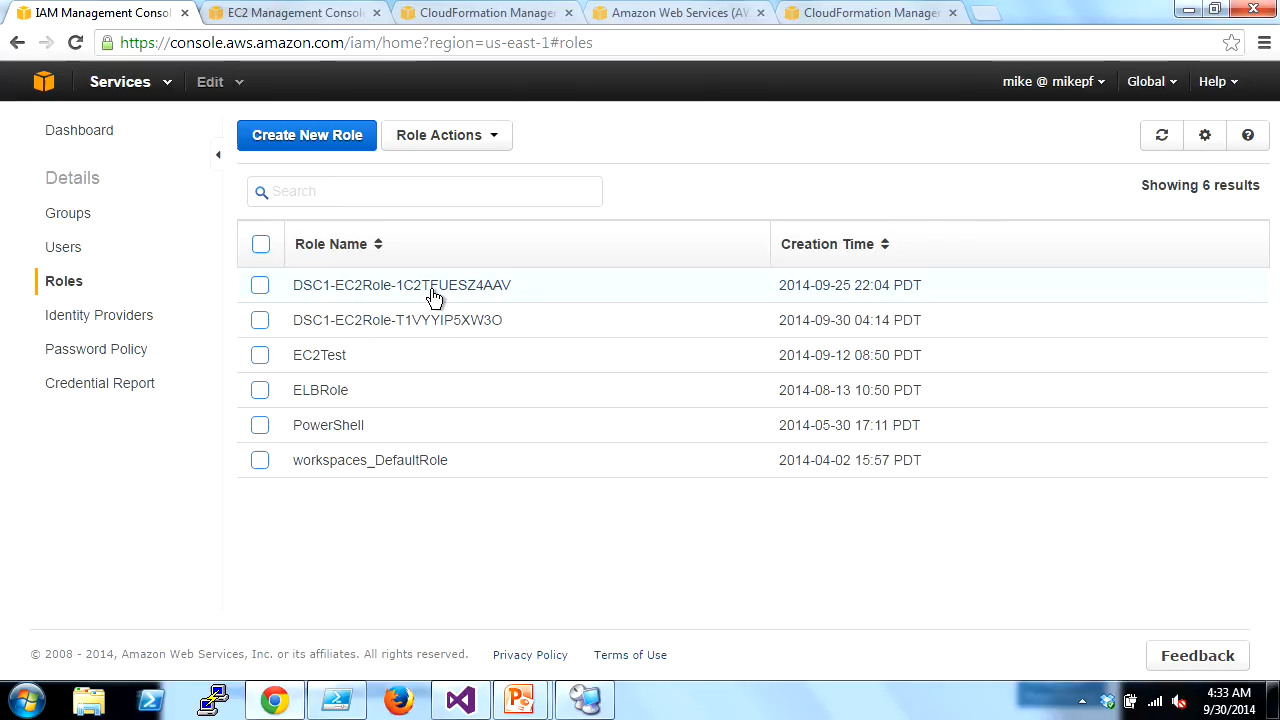 IAM Management Consol
EC2 Management Consol
CloudFormation Manage
Amazon Web Services (AW
CloudFormation Manager
https://console.aws.amazon.com/iam/home?region=us-east-1#roles
Services
Edit
mike @ mikepf
Global
Help
Dashboard
Details
Groups
Users
Roles
Identity Providers
Password Policy
Credential Report
Create New Role
Role Actions
Search
Showing 6 results
Role Name
Creation Time
DSC1-EC2Role-1C2TFUESZ4AAV 2014-09-25 22:04 PDT
DSC1-EC2Role-T1VYYIP5XW3O 2014-09-30 04:14 PDT
EC2Test 2014-09-12 08:50 PDT
ELBRole 2014-08-13 10:50 PDT
PowerShell 2014-05-30 17:11 PDT
workspaces_DefaultRole 2014-04-02 15:57 PDT
© 2008 - 2014, Amazon Web Services, Inc. or its affiliates. All rights reserved.
Privacy Policy
Terms of Use
Feedback
4:33 AM
9/30/2014